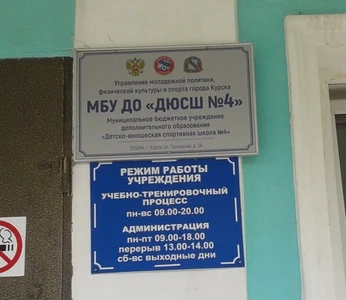 Управление молодежной политики,
физической культуры и спорта города Курска
МБУ ДО «ДЮСШ №4»
Муниципальное бюджетное учреждение
дополнительного образования
«Детско-юношеская спортивная школа №4»
РЕЖИМ РАБОТЫ
УЧРЕЖДЕНИЯ
УЧЕБНО-ТРЕНИРОВОЧНЫЙ
ПРОЦЕСС
пн-вс 09.00-20.00
АДМИНИСТРАЦИЯ
пн-пт 09.00-18.00
перерыв 13.00-14.00
сб-вс выходные дни